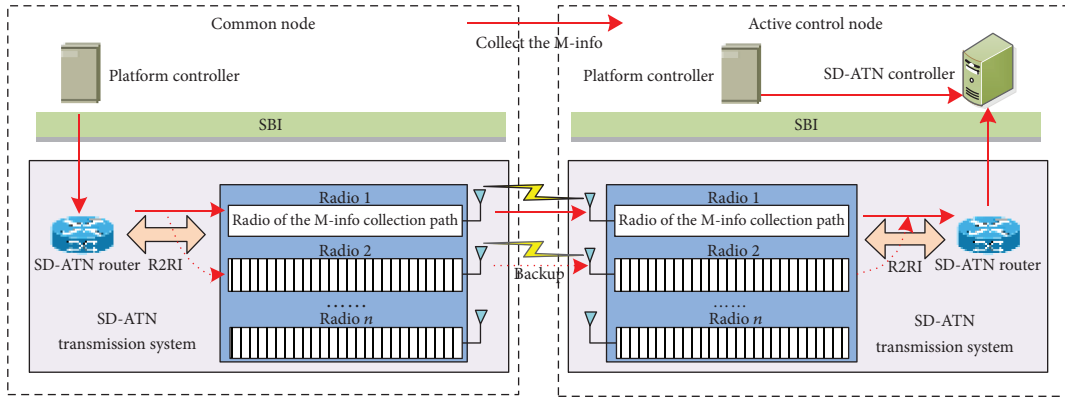 Common node
Collect the M-info
Active control node
Platform controller
Platform controller
SD-ATN controller
SBI
SBI
Radio 1
Radio of the M-info collection path
Radio 2
......
Radio n
SD-ATN router
R2RI
SD-ATN
transmission system
Backup
Radio 1
Radio of the M-info collection path
Radio 2
......
Radio n
R2RI
SD-ATN router
SD-ATN
transmission system